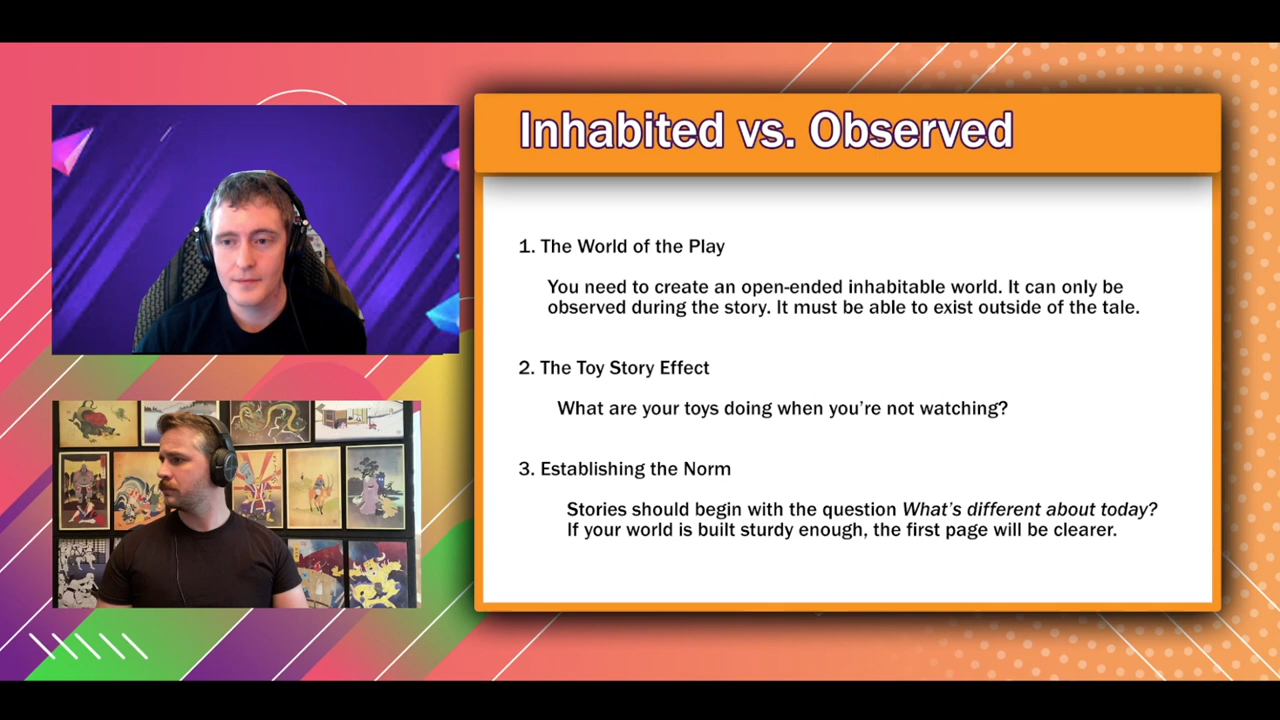 Inhabited vs. Observed
1. The World of the Play
You need to create an open-ended inhabitable world. It can only be
observed during the story. It must be able to exist outside of the tale.
2. The Toy Story Effect
What are your toys doing when you're not watching?
3. Establishing the Norm
Stories should begin with the question What's different about today?
If your world is built sturdy enough, the first page will be clearer.